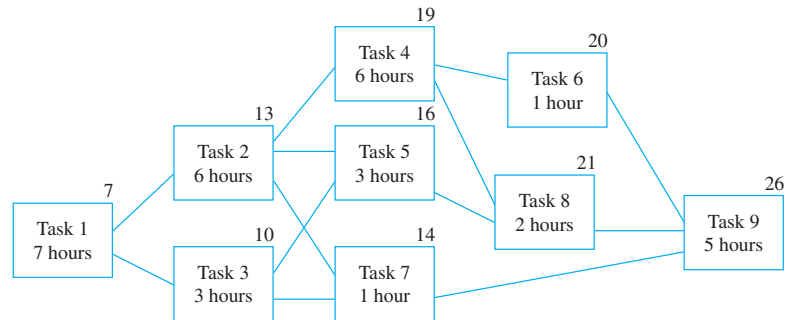 19
Task 4
6 hours
20
Task 6
1 hour
13
Task 2
6 hours
16
Task 5
3 hours
21
Task 8
2 hours
7
Task 1
7 hours
26
Task 9
5 hours
10
Task 3
3 hours
14
Task 7
1 hour